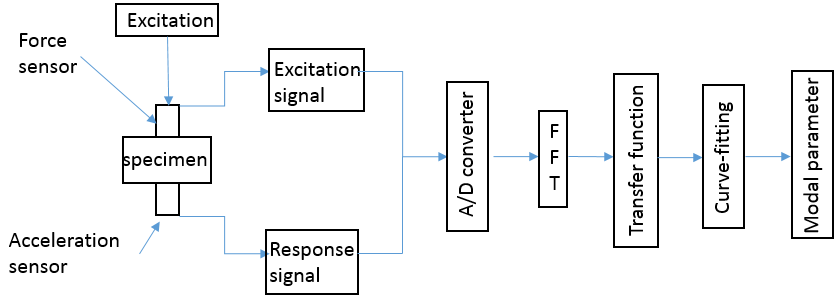 Excitation
Force
sensor
Excitation
signal
specimen
Acceleration
sensor
Response
signal
A/D converter
F
F
T
Transfer function
Curve-fitting
Modal parameter